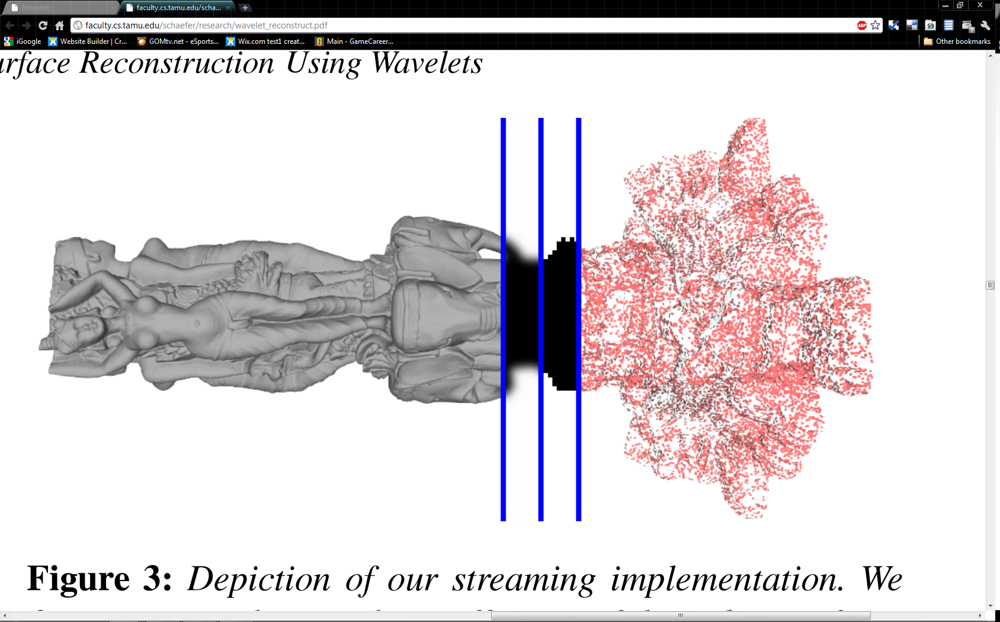 Research
faculty.cs.tamu.edu/scha...
faculty.cs.tamu.edu/schaefer/research/wavelet_reconstruct.pdf
ABP
iGoogle
Website Builder | Cr...
GOMtv.net - eSports...
Wix.com test1 creat...
G
Main - GameCareer...
Other bookmarks
urface Reconstruction Using Wavelets
Figure 3: Depiction of our streaming implementation. We